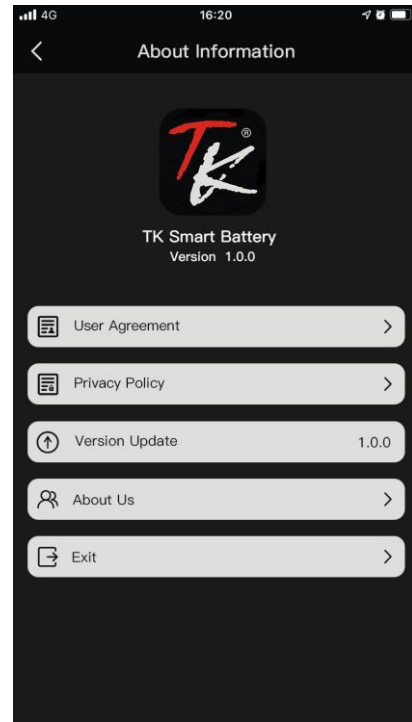 4G 16:20
About Information
TK ®
TK Smart Battery
Version 1.0.0
User Agreement
Privacy Policy
Version Update 1.0.0
About Us
Exit